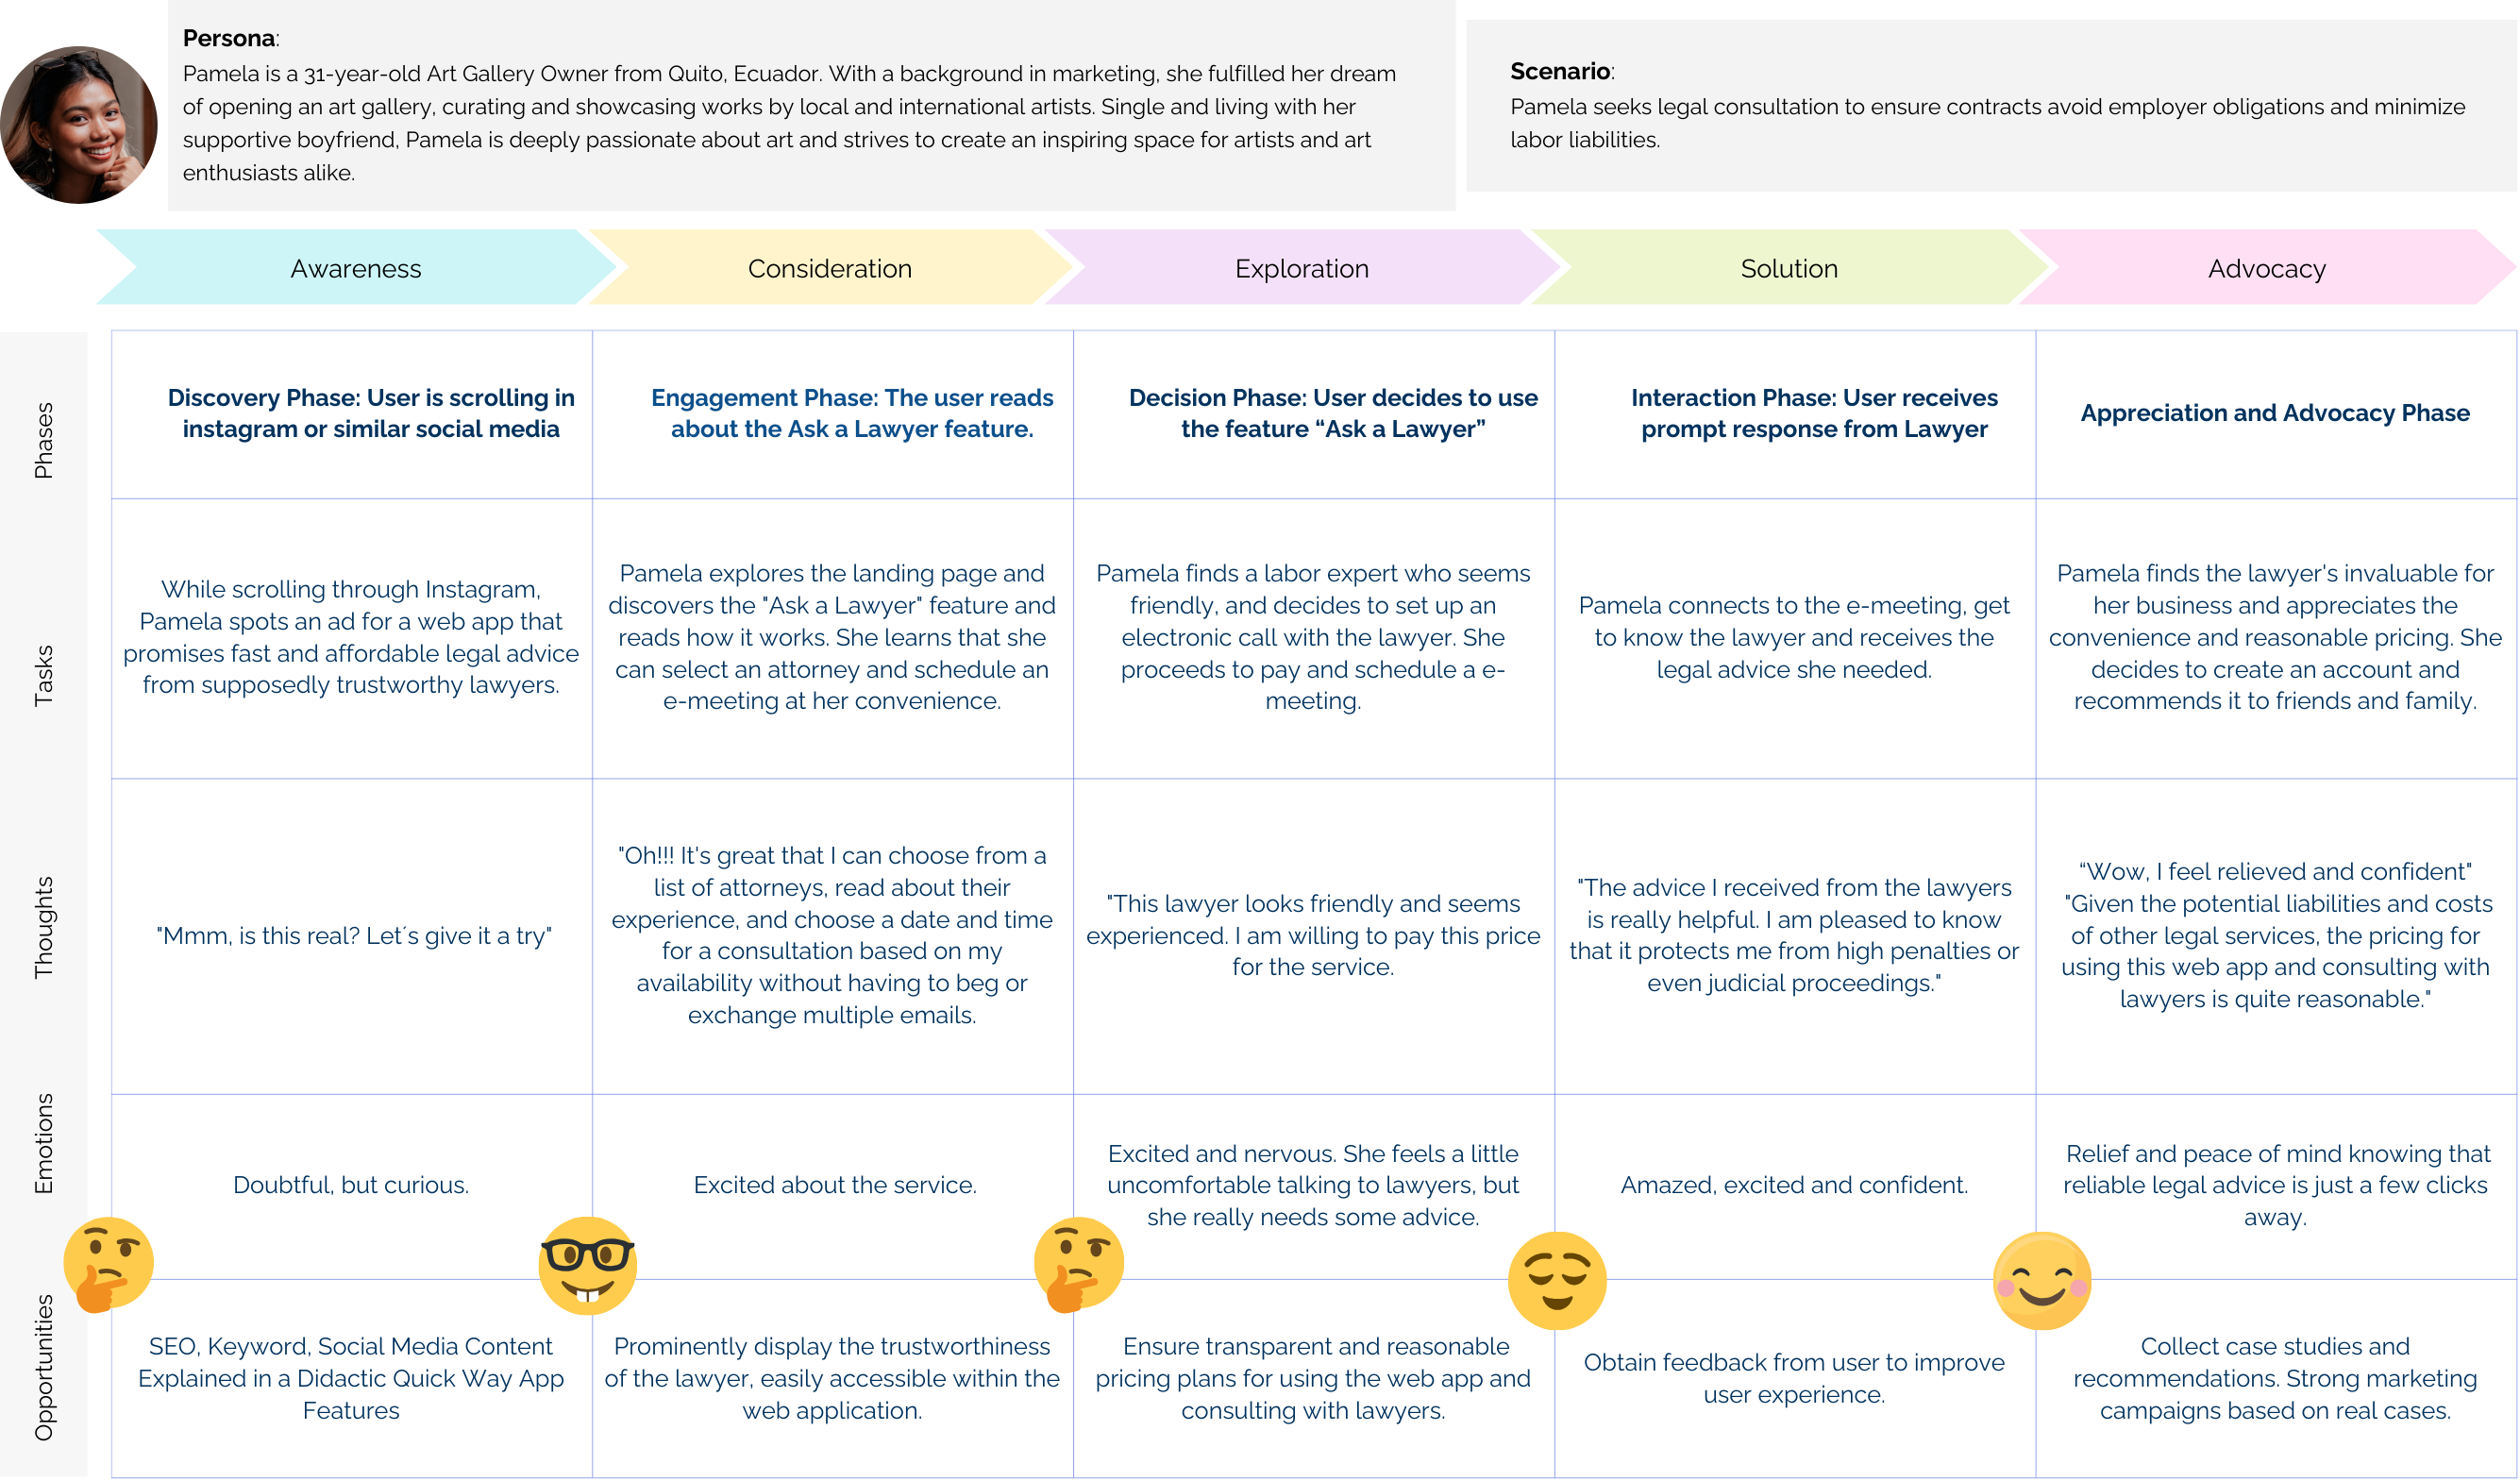 Persona:
Pamela is a 31-year-old Art Gallery Owner from Quito, Ecuador. With a background in marketing, she fulfilled her dream
of opening an art gallery, curating and showcasing works by local and international artists. Single and living with her
supportive boyfriend, Pamela is deeply passionate about art and strives to create an inspiring space for artists and art
enthusiasts alike.
Scenario:
Pamela seeks legal consultation to ensure contracts avoid employer obligations and minimize
labor liabilities.
Awareness
Consideration
Exploration
Solution
Advocacy
Phases
Discovery Phase: User is scrolling in
instagram or similar social media
Engagement Phase: The user reads
about the Ask a Lawyer feature.
Decision Phase: User decides to use
the feature “Ask a Lawyer”
Interaction Phase: User receives
prompt response from Lawyer
Appreciation and Advocacy Phase
Tasks
While scrolling through Instagram,
Pamela spots an ad for a web app that
promises fast and affordable legal advice
from supposedly trustworthy lawyers.
Pamela explores the landing page and
discovers the "Ask a Lawyer" feature and
reads how it works. She learns that she
can select an attorney and schedule an
e-meeting at her convenience.
Pamela finds a labor expert who seems
friendly, and decides to set up an
electronic call with the lawyer. She
proceeds to pay and schedule a e-
meeting.
Pamela connects to the e-meeting, get
to know the lawyer and receives the
legal advice she needed.
Pamela finds the lawyer's invaluable for
her business and appreciates the
convenience and reasonable pricing. She
decides to create an account and
recommends it to friends and family.
Thoughts
"Mmm, is this real? Let´s give it a try"
"Oh!!! It's great that I can choose from a
list of attorneys, read about their
experience, and choose a date and time
for a consultation based on my
availability without having to beg or
exchange multiple emails.
"This lawyer looks friendly and seems
experienced. I am willing to pay this price
for the service.
"The advice I received from the lawyers
is really helpful. I am pleased to know
that it protects me from high penalties or
even judicial proceedings."
“Wow, I feel relieved and confident"
"Given the potential liabilities and costs
of other legal services, the pricing for
using this web app and consulting with
lawyers is quite reasonable."
Emotions
Doubtful, but curious.
Excited about the service.
Excited and nervous. She feels a little
uncomfortable talking to lawyers, but
she really needs some advice.
Amazed, excited and confident.
Relief and peace of mind knowing that
reliable legal advice is just a few clicks
away.
Opportunities
SEO, Keyword, Social Media Content
Explained in a Didactic Quick Way App
Features
Prominently display the trustworthiness
of the lawyer, easily accessible within the
web application.
Ensure transparent and reasonable
pricing plans for using the web app and
consulting with lawyers.
Obtain feedback from user to improve
user experience.
Collect case studies and
recommendations. Strong marketing
campaigns based on real cases.